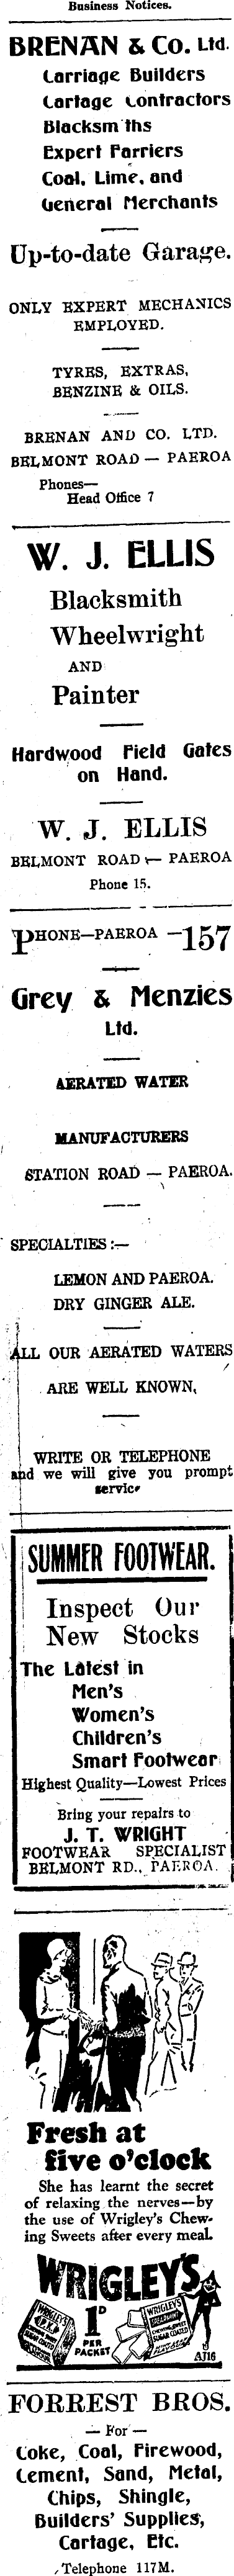 Business Notices.
BRENAN & Co. Ltd.
Carriage Builders
Cartage Contractors
Blacksmiths
Expert Farriers
Coal, Lime, and
General Merchants
Up-to-date Garage.
ONLY EXPERT MECHANICS
EMPLOYED.
TYRES, EXTRAS,
BENZINE & OILS.
BRENAN AND CO. LTD.
BELMONT ROAD — PAEROA
Phones—
Head Office 7
W. J. ELLIS
Blacksmith
Wheelwright
AND
Painter
Hardwood Field Gates
on Hand.
W. J. ELLIS
BELMONT ROAD — PAEROA
Phone 15.
PHONE—PAEROA —157
Grey & Menzies
Ltd.
AERATED WATER
MANUFACTURERS
STATION ROAD — PAEROA.
SPECIALTIES :—
LEMON AND PAEROA.
DRY GINGER ALE.
ALL OUR AERATED WATERS
ARE WELL KNOWN,
WRITE OR TELEPHONE
and we will give you prompt
service
SUMMER FOOTWEAR.
Inspect Our
New Stocks
The Latest in
Men's
Women's
Children's
Smart Footwear
Highest Quality—Lowest Prices
Bring your repairs to
J. T. WRIGHT
FOOTWEAR SPECIALIST
BELMONT RD., PAEROA.
Fresh at
five o'clock
She has learnt the secret
of relaxing the nerves—by
the use of Wrigley's Chew-
ing Sweets after every meal.
WRIGLEY'S
1D
PER
PACKET
WRIGLEY'S
P.K.
SUGAR COATED
WRIGLEY'S
SPEARMINT
SUGAR COATED
AJ16
FORREST BROS.
— For —
Coke, Coal, Firewood,
Cement, Sand, Metal,
Chips, Shingle,
Builders' Supplies,
Cartage, Etc.
Telephone 117M.